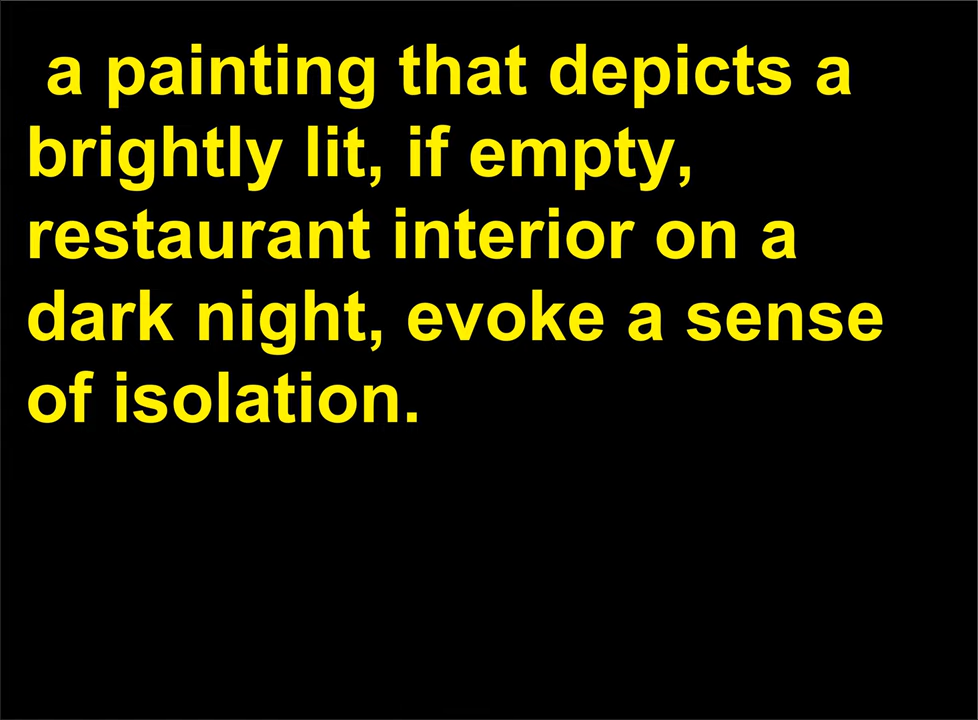 a painting that depicts a
brightly lit, if empty,
restaurant interior on a
dark night, evoke a sense
of isolation.